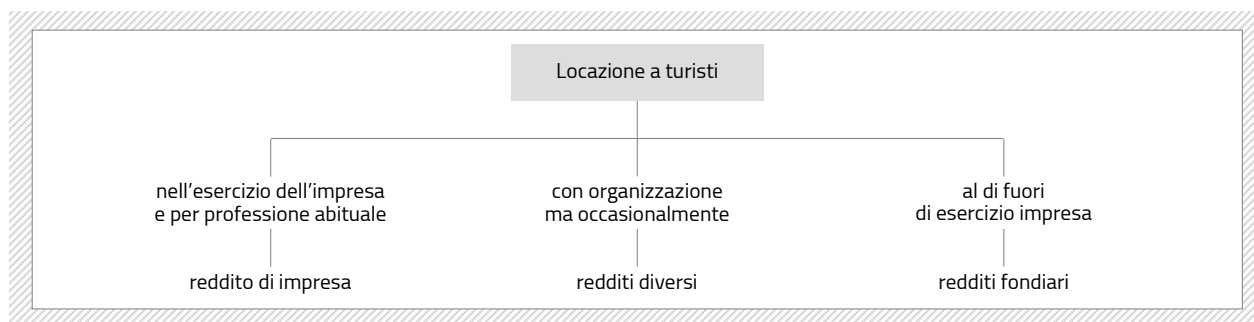 Locazione a turisti
nell'esercizio dell'impresa
e per professione abituale
con organizzazione
ma occasionalmente
al di fuori
di esercizio impresa
reddito di impresa
redditi diversi
redditi fondiari